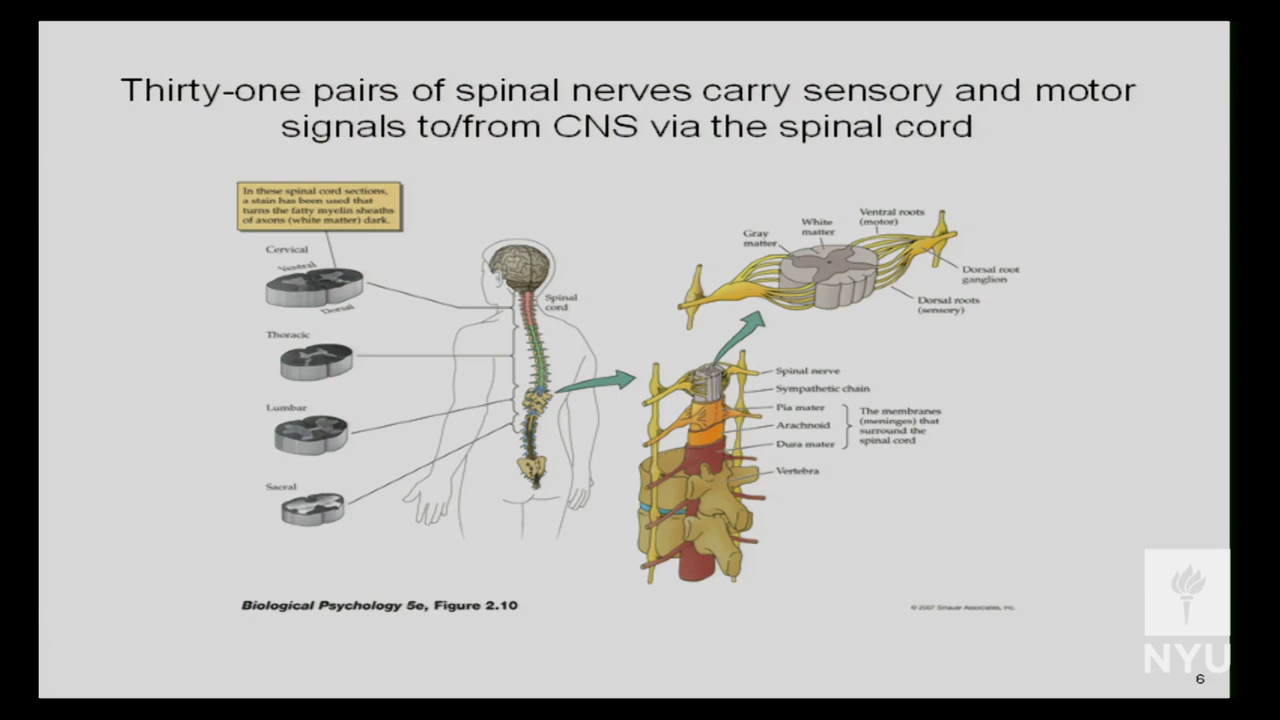 Thirty-one pairs of spinal nerves carry sensory and motor
signals to/from CNS via the spinal cord
In these spinal cord sections,
a stain has been used that
turns the fatty myelin sheaths
of axons (white matter) dark.
Cervical
Ventral
Dorsal
Thoracic
Lumbar
Sacral
Spinal
cord
Gray
matter
White
matter
Ventral roots
(motor)
Dorsal root
ganglion
Dorsal roots
(sensory)
Spinal nerve
Sympathetic chain
Pia mater
Arachnoid
Dura mater
The membranes
(meninges) that
surround the
spinal cord
Vertebra
Biological Psychology 5e, Figure 2.10
© 2007 Sinauer Associates, Inc.
NYU
6